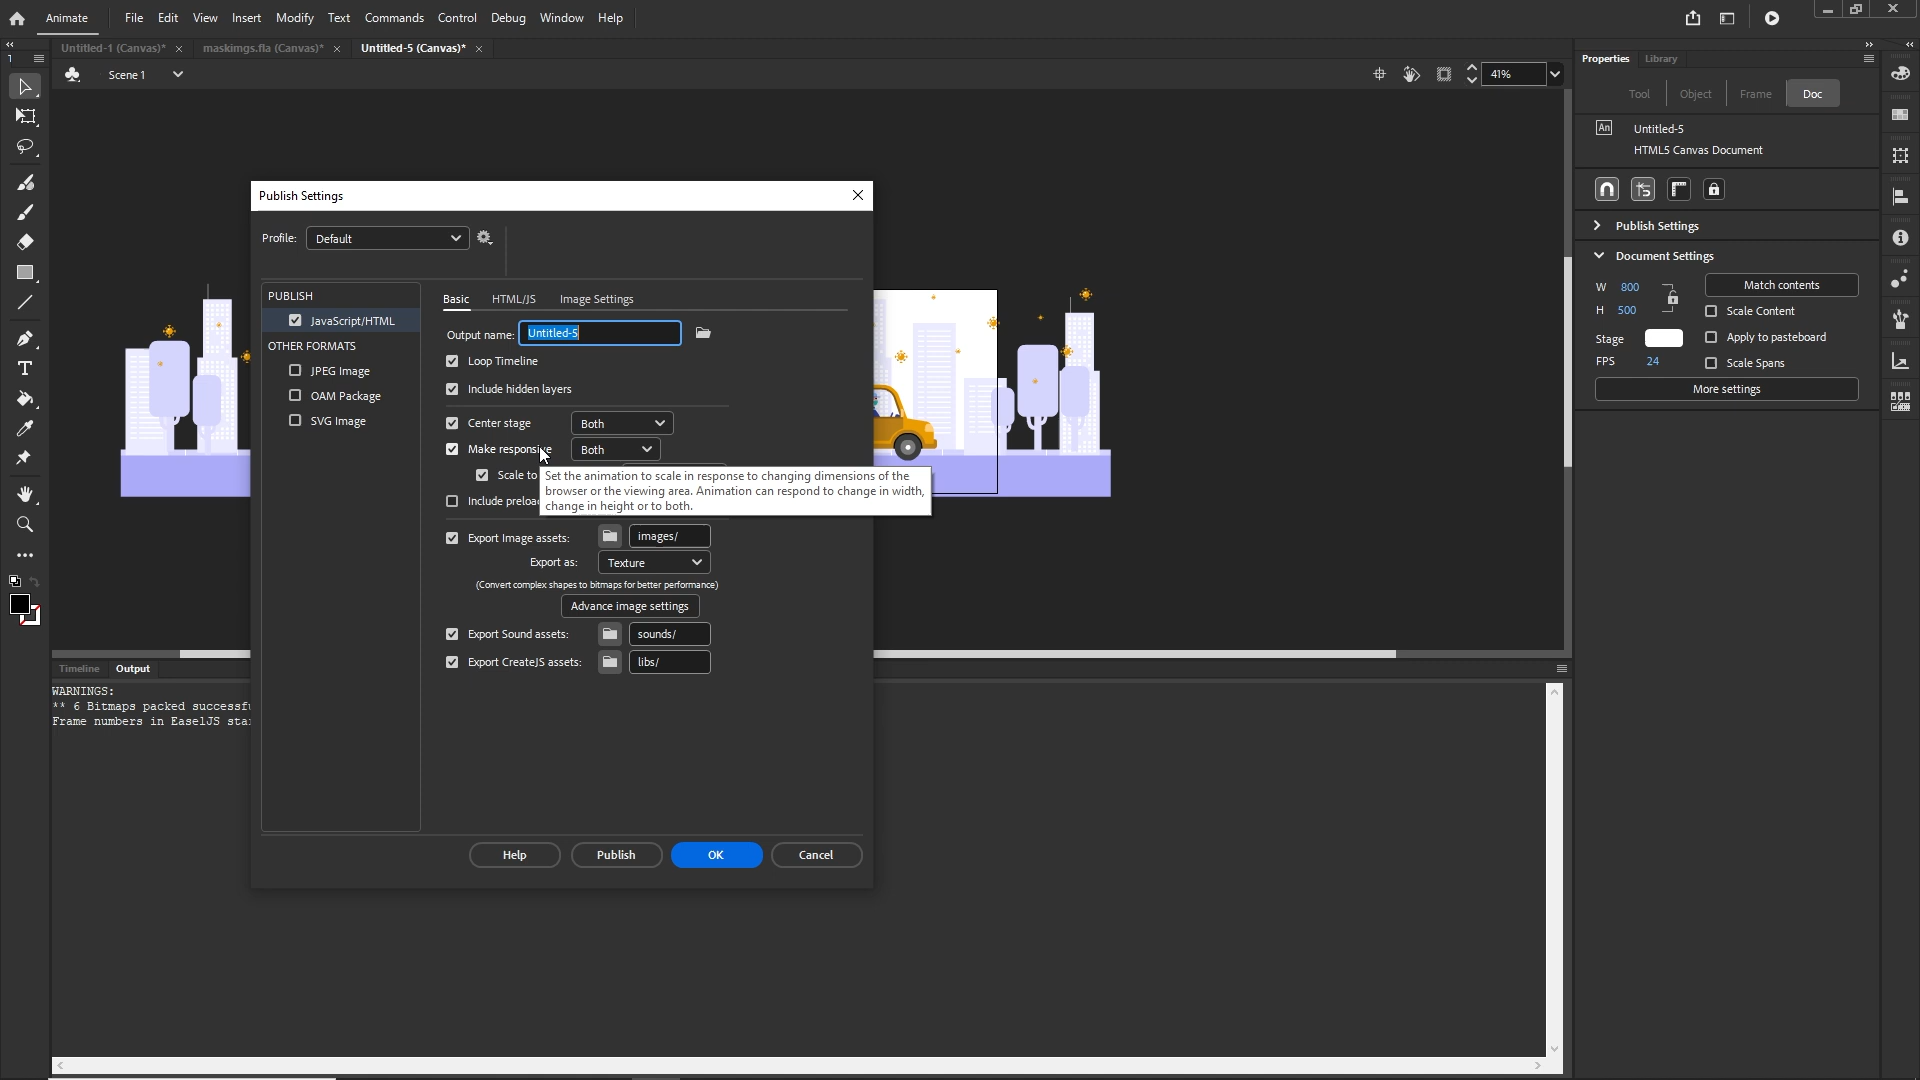 Animate
File Edit View Insert Modify Text Commands Control Debug Window Help
Untitled-1 (Canvas)* × maskimgs.fla (Canvas)* × Untitled-5 (Canvas)* ×
Scene 1
41%
Properties Library
Tool Object Frame Doc
An Untitled-5
HTML5 Canvas Document
Publish Settings
Document Settings
W 800
Match contents
H 500
Scale Content
Stage
Apply to pasteboard
FPS 24
Scale Spans
More settings
Publish Settings
Profile: Default
PUBLISH
JavaScript/HTML
OTHER FORMATS
JPEG Image
OAM Package
SVG Image
Basic HTML/JS Image Settings
Output name: Untitled-5
Loop Timeline
Include hidden layers
Center stage Both
Make responsive Both
Scale to
Set the animation to scale in response to changing dimensions of the
browser or the viewing area. Animation can respond to change in width,
change in height or to both.
Include preloa
Export Image assets: images/
Export as: Texture
(Convert complex shapes to bitmaps for better performance)
Advance image settings
Export Sound assets: sounds/
Export CreateJS assets: libs/
Help Publish OK Cancel
Timeline Output
WARNINGS:
** 6 Bitmaps packed successfu
Frame numbers in EaselJS star